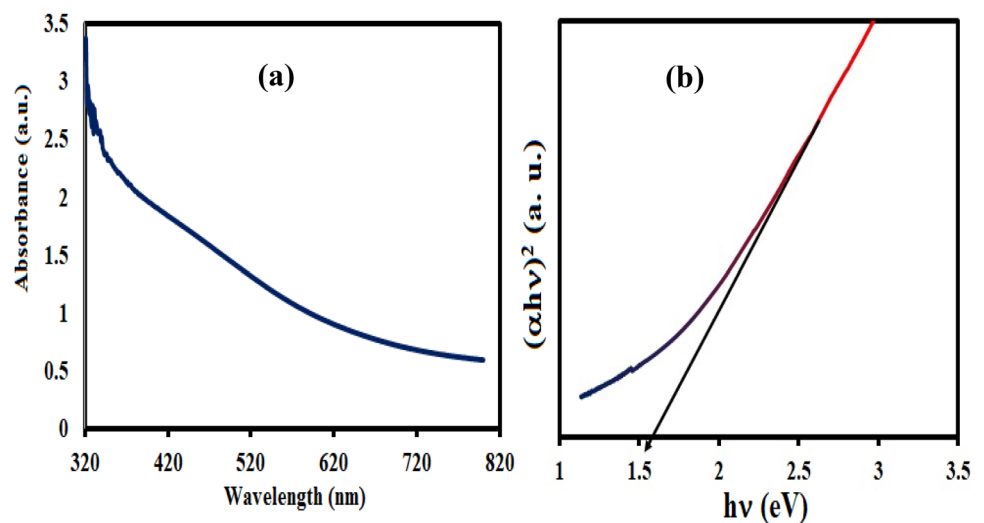 (a)
Absorbance (a.u.)
3.5
3
2.5
2
1.5
1
0.5
0
320 420 520 620 720 820
Wavelength (nm)
(b)
(αhν)² (a. u.)
1 1.5 2 2.5 3 3.5
hν (eV)